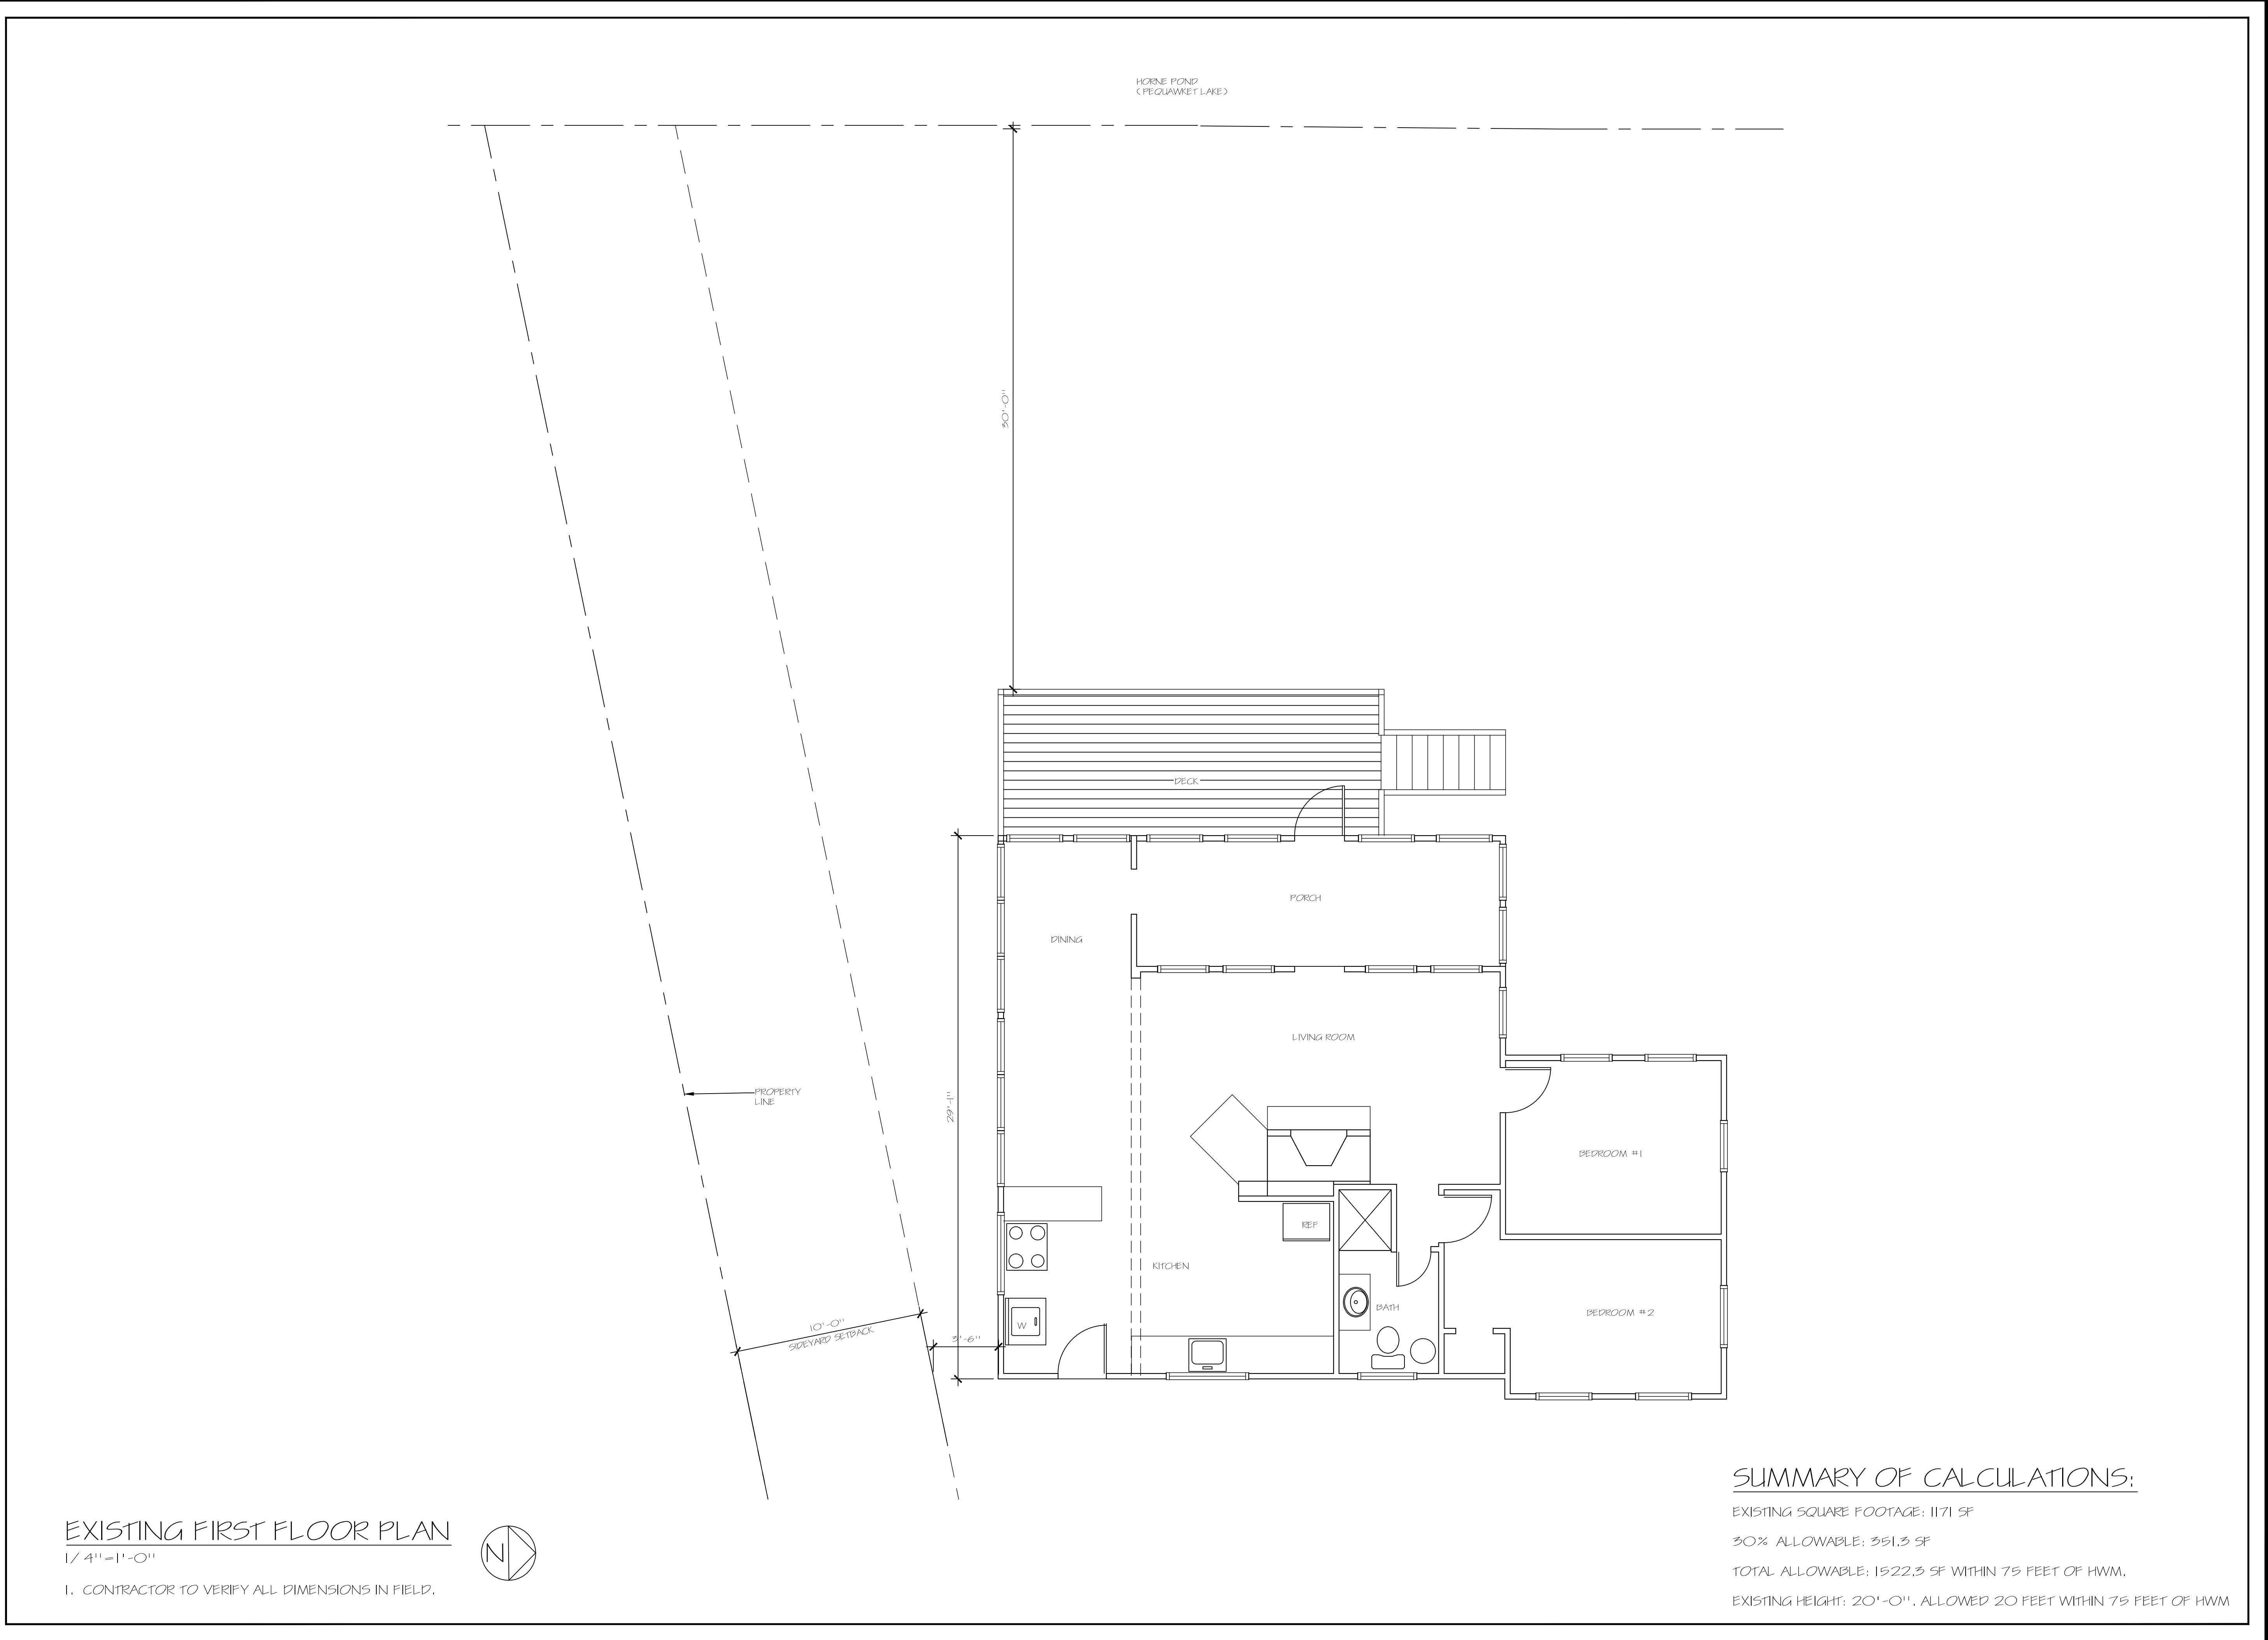 HORNE POND
( PEQUAWKET LAKE )
30'-0"
DECK
PORCH
DINING
LIVING ROOM
29'-1"
PROPERTY
LINE
BEDROOM #1
REF
KITCHEN
BATH
BEDROOM #2
W
10'-0"
SIDEYARD SETBACK
3'-6"
SUMMARY OF CALCULATIONS:
EXISTING SQUARE FOOTAGE: 1171 SF
30% ALLOWABLE: 351.3 SF
TOTAL ALLOWABLE: 1522.3 SF WITHIN 75 FEET OF HWM.
EXISTING HEIGHT: 20'-0". ALLOWED 20 FEET WITHIN 75 FEET OF HWM
EXISTING FIRST FLOOR PLAN
1/ 4"=1'-0"
N
1. CONTRACTOR TO VERIFY ALL DIMENSIONS IN FIELD.